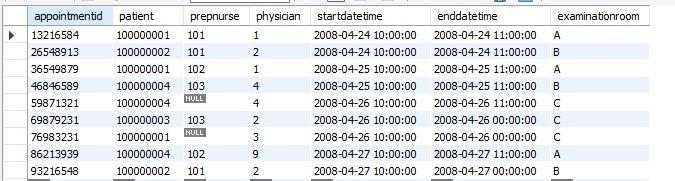 appointmentid patient prepnurse physician startdatetime enddatetime examinationroom
13216584 100000001 101 1 2008-04-24 10:00:00 2008-04-24 11:00:00 A
26548913 100000002 101 2 2008-04-24 10:00:00 2008-04-24 11:00:00 B
36549879 100000001 102 1 2008-04-25 10:00:00 2008-04-25 11:00:00 A
46846589 100000004 103 4 2008-04-25 10:00:00 2008-04-25 11:00:00 B
59871321 100000004 NULL 4 2008-04-26 10:00:00 2008-04-26 11:00:00 C
69879231 100000003 103 2 2008-04-26 10:00:00 2008-04-26 00:00:00 C
76983231 100000001 NULL 3 2008-04-26 10:00:00 2008-04-26 00:00:00 C
86213939 100000004 102 9 2008-04-27 10:00:00 2008-04-27 11:00:00 A
93216548 100000002 101 2 2008-04-27 10:00:00 2008-04-27 00:00:00 B